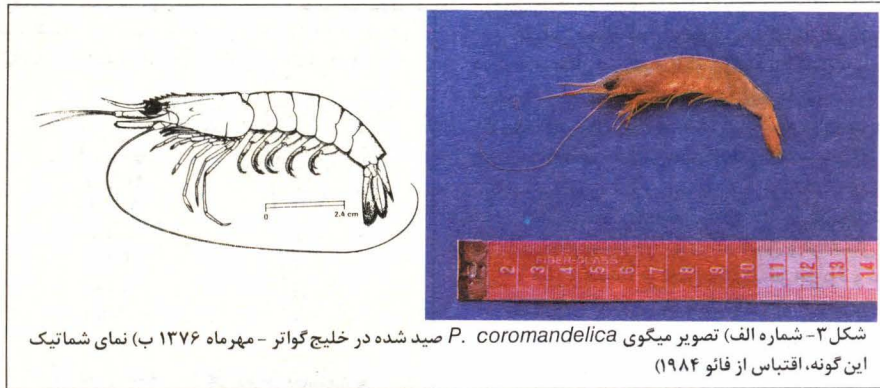 0 2.4 cm
FIBER-GLASS
2 3 4 5 6 7 8 9 10 11 12 13 14
شکل ۳- شماره الف) تصویر میگوی P. coromandelica صید شده در خلیج گواتر - مهرماه ۱۳۷۶ ب) نمای شماتیک
این گونه، اقتباس از فائو ۱۹۸۴)